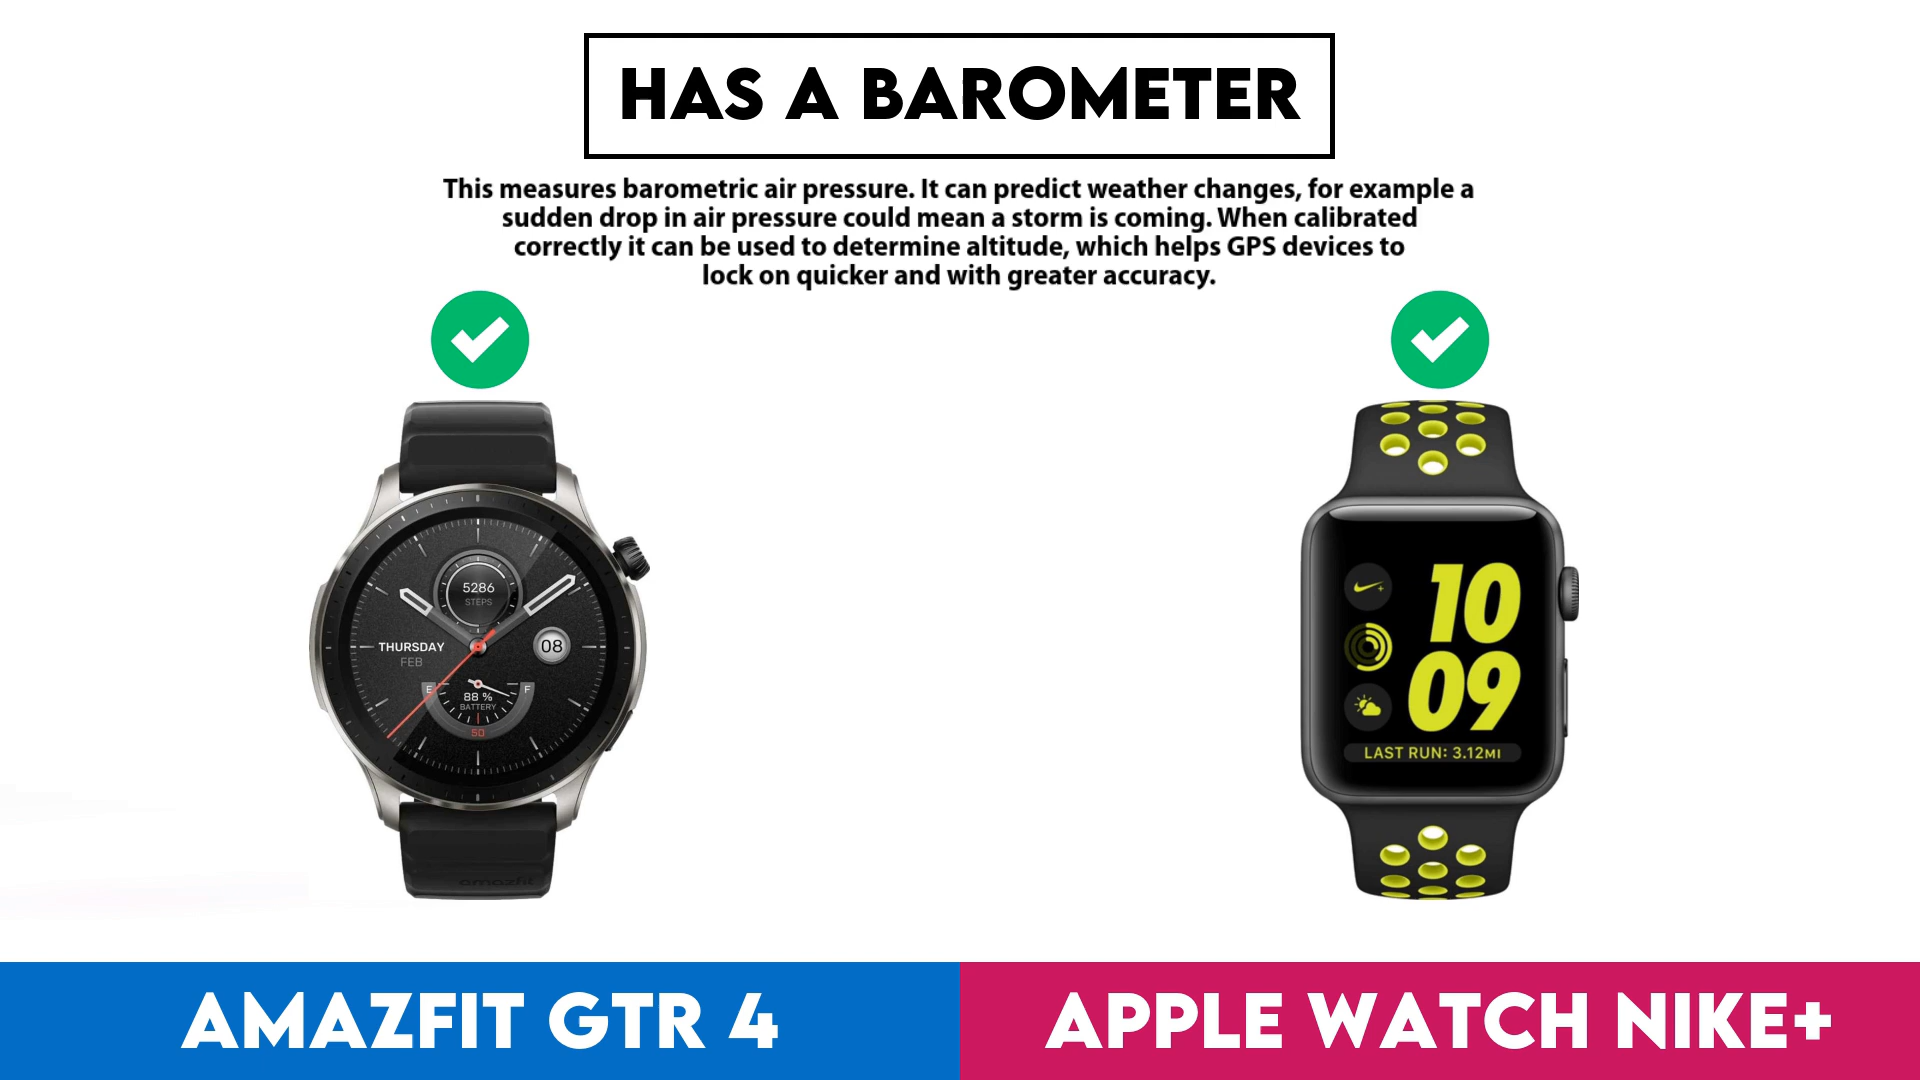 HAS A BAROMETER
This measures barometric air pressure. It can predict weather changes, for example a
sudden drop in air pressure could mean a storm is coming. When calibrated
correctly it can be used to determine altitude, which helps GPS devices to
lock on quicker and with greater accuracy.
5286
STEPS
THURSDAY
FEB
08
E
F
88 %
BATTERY
50
amazfit
10
09
LAST RUN: 3.12MI
AMAZFIT GTR 4
APPLE WATCH NIKE+